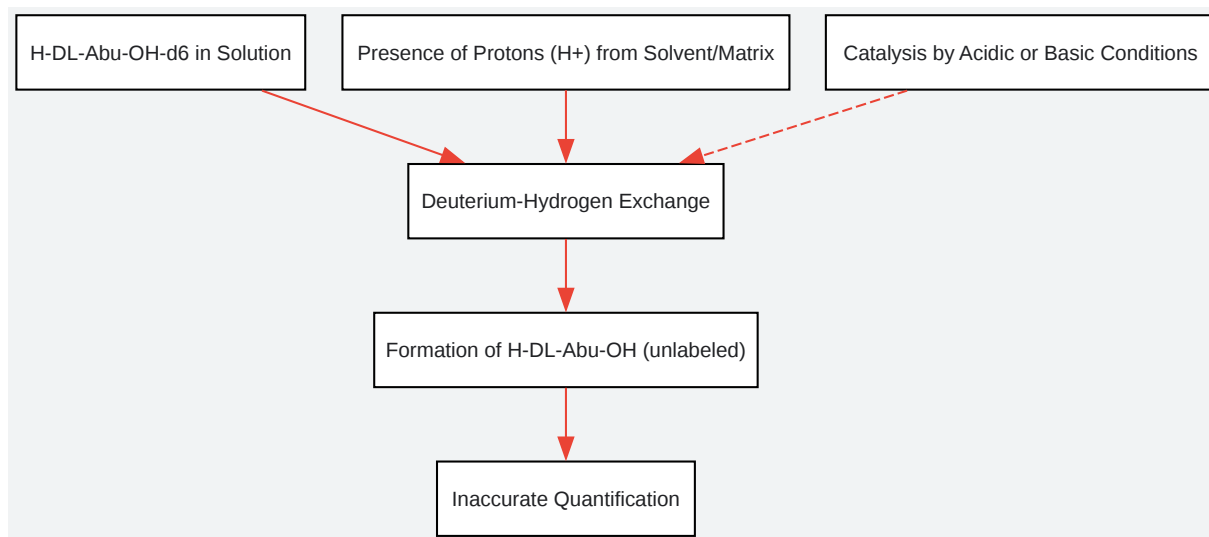 H-DL-Abu-OH-d6 in Solution
Presence of Protons (H+) from Solvent/Matrix
Catalysis by Acidic or Basic Conditions
Deuterium-Hydrogen Exchange
Formation of H-DL-Abu-OH (unlabeled)
Inaccurate Quantification